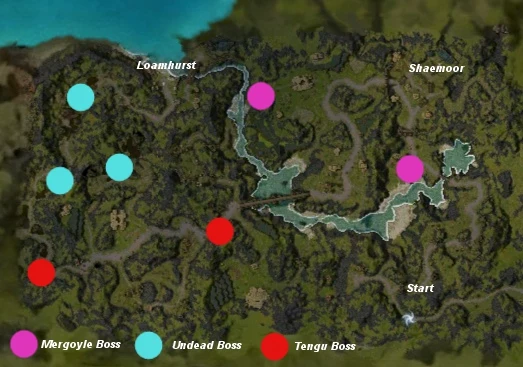 Loamhurst
Shaemoor
Start
Mergoyle Boss
Undead Boss
Tengu Boss